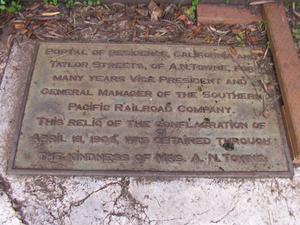 PORTAL OF RESIDENCE, CALIFORNIA AND
TAYLOR STREETS, OF A.N.TOWNE, FOR
MANY YEARS VICE PRESIDENT AND
GENERAL MANAGER OF THE SOUTHERN
PACIFIC RAILROAD COMPANY.
THIS RELIC OF THE CONFLAGRATION OF
APRIL 18, 1906, WAS OBTAINED THROUGH
THE KINDNESS OF MRS. A. N. TOWNE